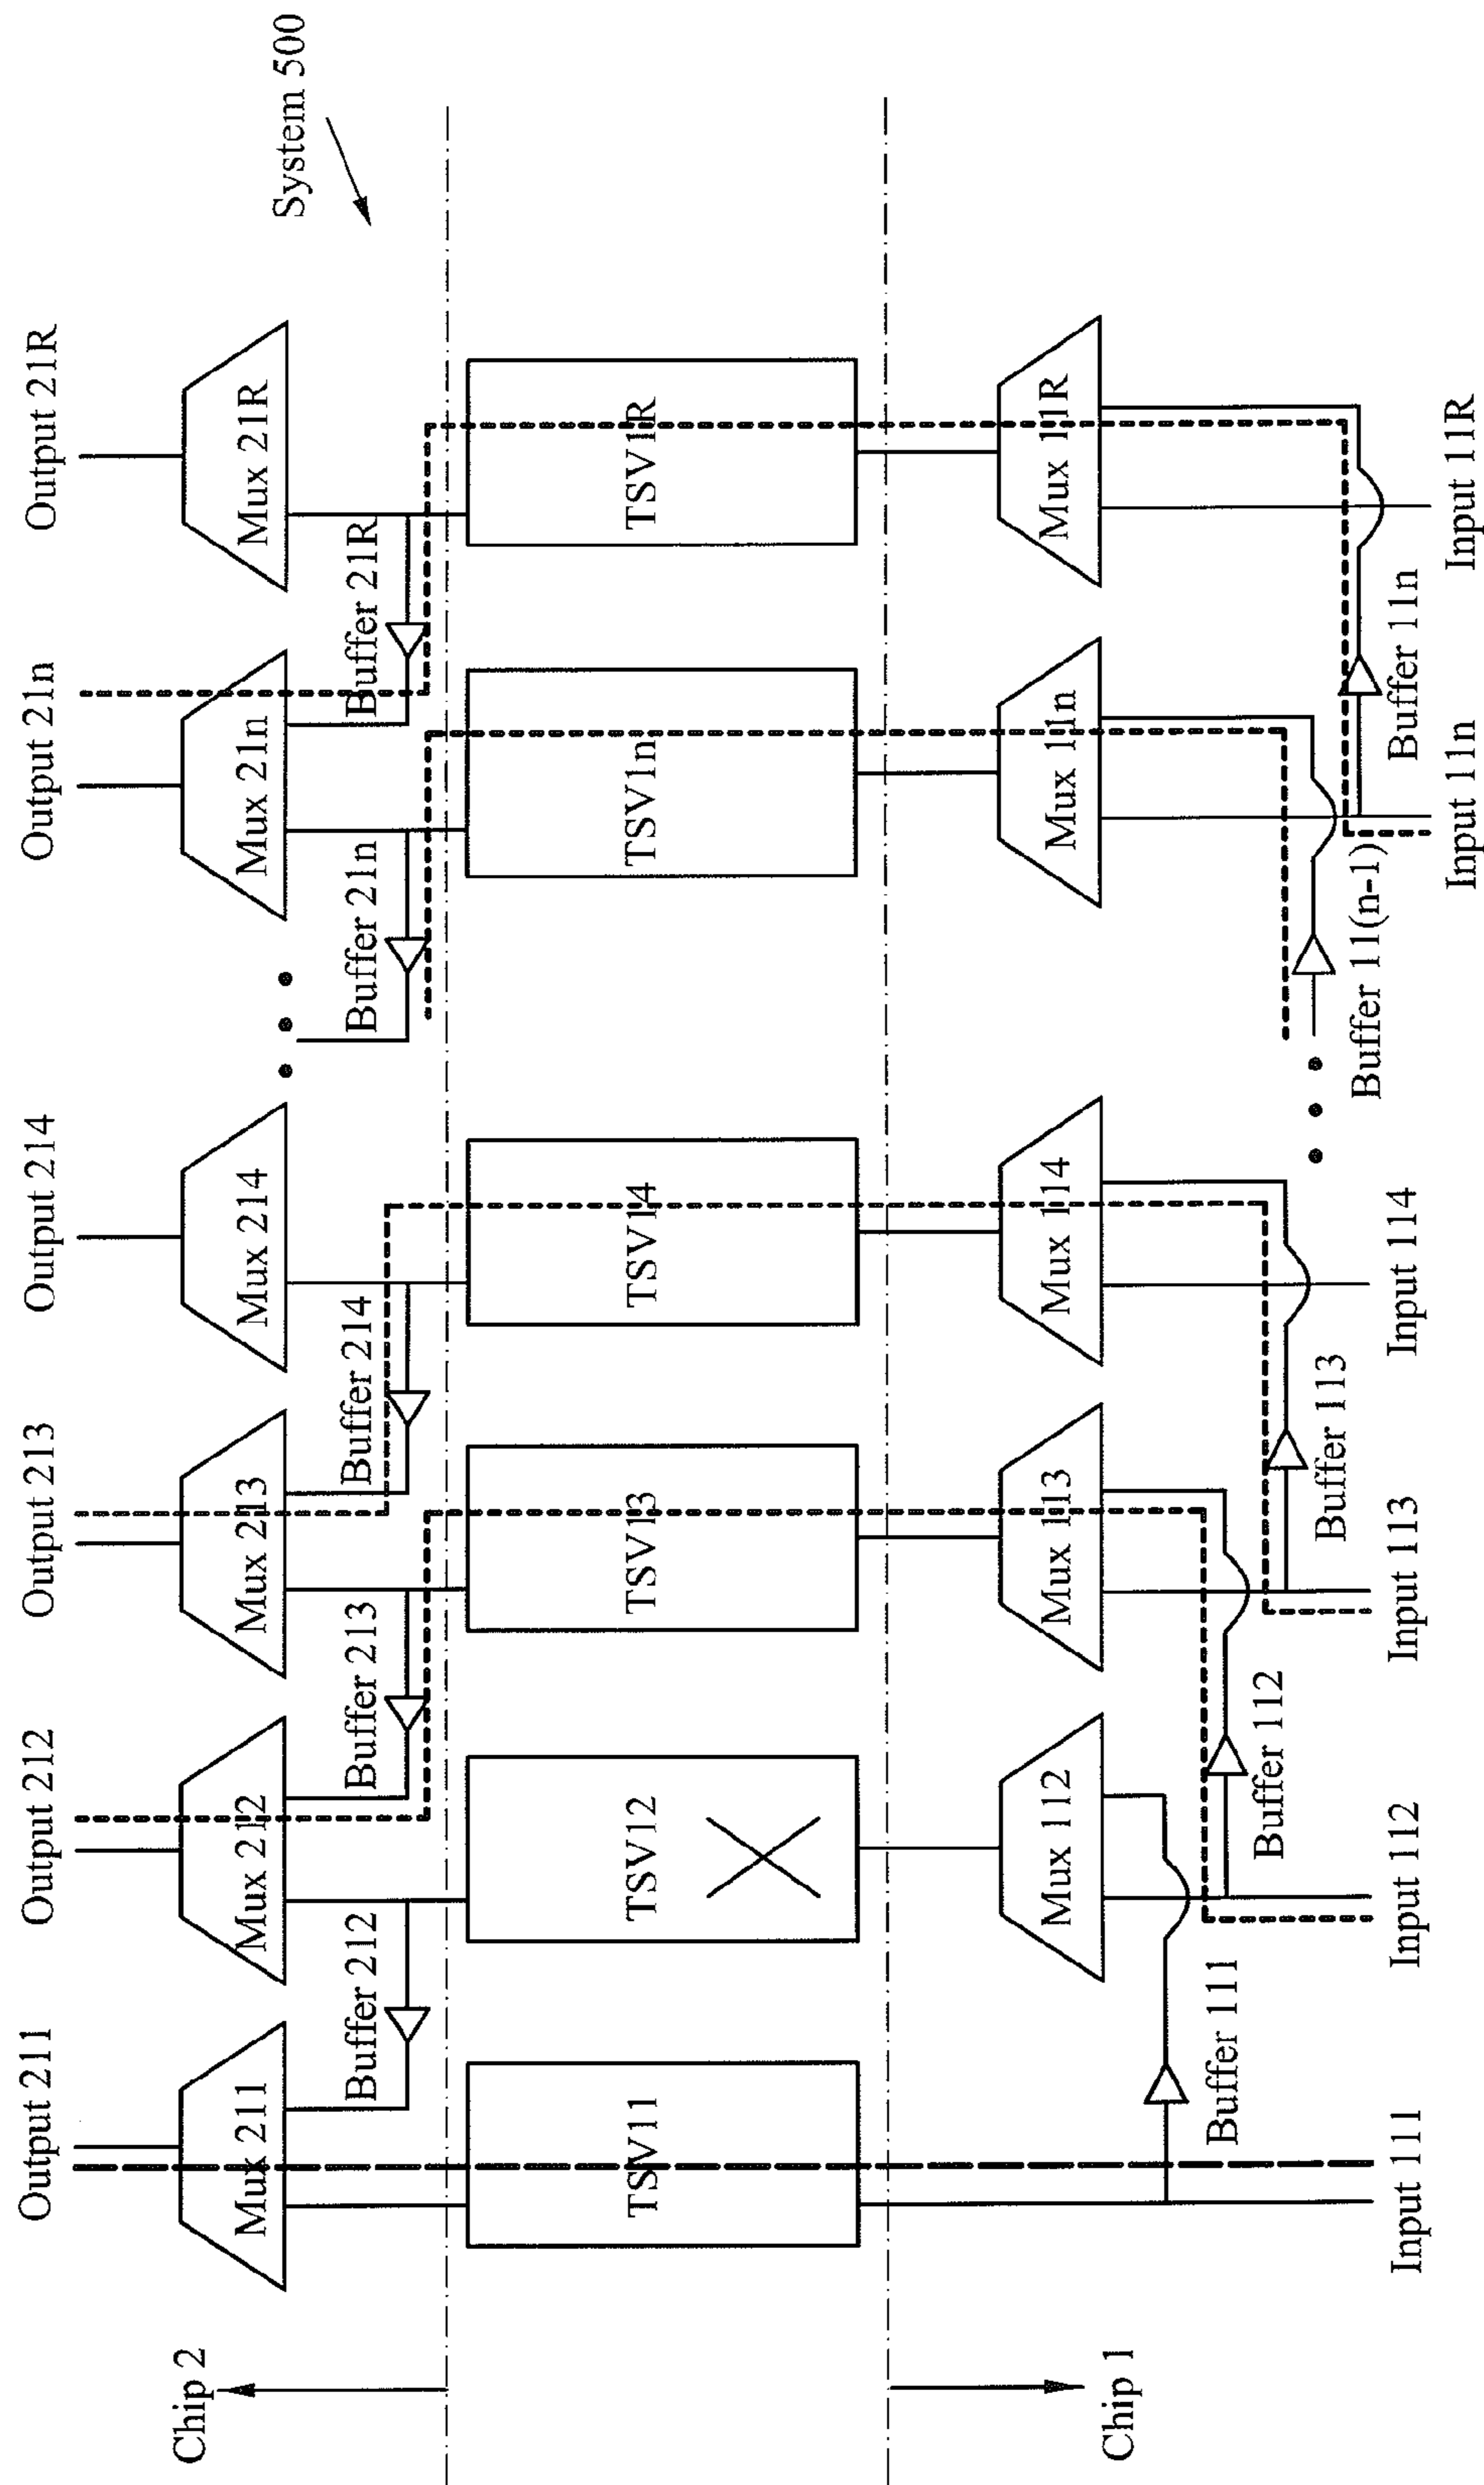 System 500
Output 211
Output 212
Output 213
Output 214
Output 21n
Output 21R
Chip 2
Mux 211
Mux 212
Mux 213
Mux 214
Mux 21n
Mux 21R
Buffer 212
Buffer 213
Buffer 214
Buffer 21n
Buffer 21R
TSV11
TSV12
TSV13
TSV14
TSV1n
TSV1R
Chip 1
Mux 112
Mux 113
Mux 114
Mux 11n
Mux 11R
Buffer 111
Buffer 112
Buffer 113
Buffer 11(n-1)
Buffer 11n
Input 111
Input 112
Input 113
Input 114
Input 11n
Input 11R